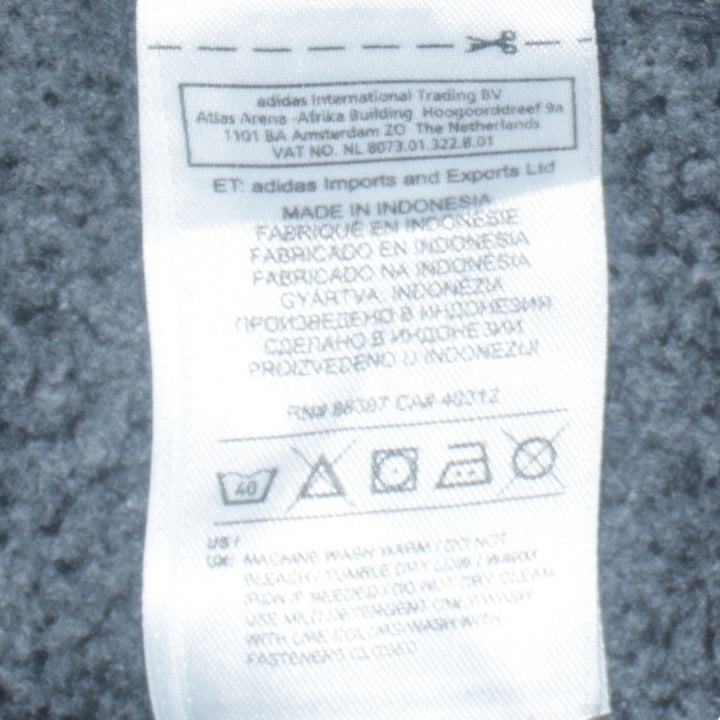 adidas International Trading BV
Atlas Arena -Afrika Building Hoogoorddreef 9a
1101 BA Amsterdam ZO The Netherlands
VAT NO. NL 8073.01.322.B.01
ET: adidas Imports and Exports Ltd
MADE IN INDONESIA
FABRIQUÉ EN INDONÉSIE
FABRICADO EN INDONESIA
FABRICADO NA INDONESIA
GYÁRTVA: INDONEZIA
ПРОИЗВЕДЕНО В ИНДОНЕЗИЯ
СДЕЛАНО В ИНДОНЕЗИИ
PROIZVEDENO U INDONEZIJI
RN# 88387 CA# 40312
40
US /
UK: MACHINE WASH WARM / DO NOT
BLEACH / TUMBLE DRY LOW / WARM
IRON IF NEEDED / DO NOT DRY CLEAN
USE MILD DETERGENT ONLY/WASH
WITH LIKE COLORS/WASH WITH
FASTENERS CLOSED